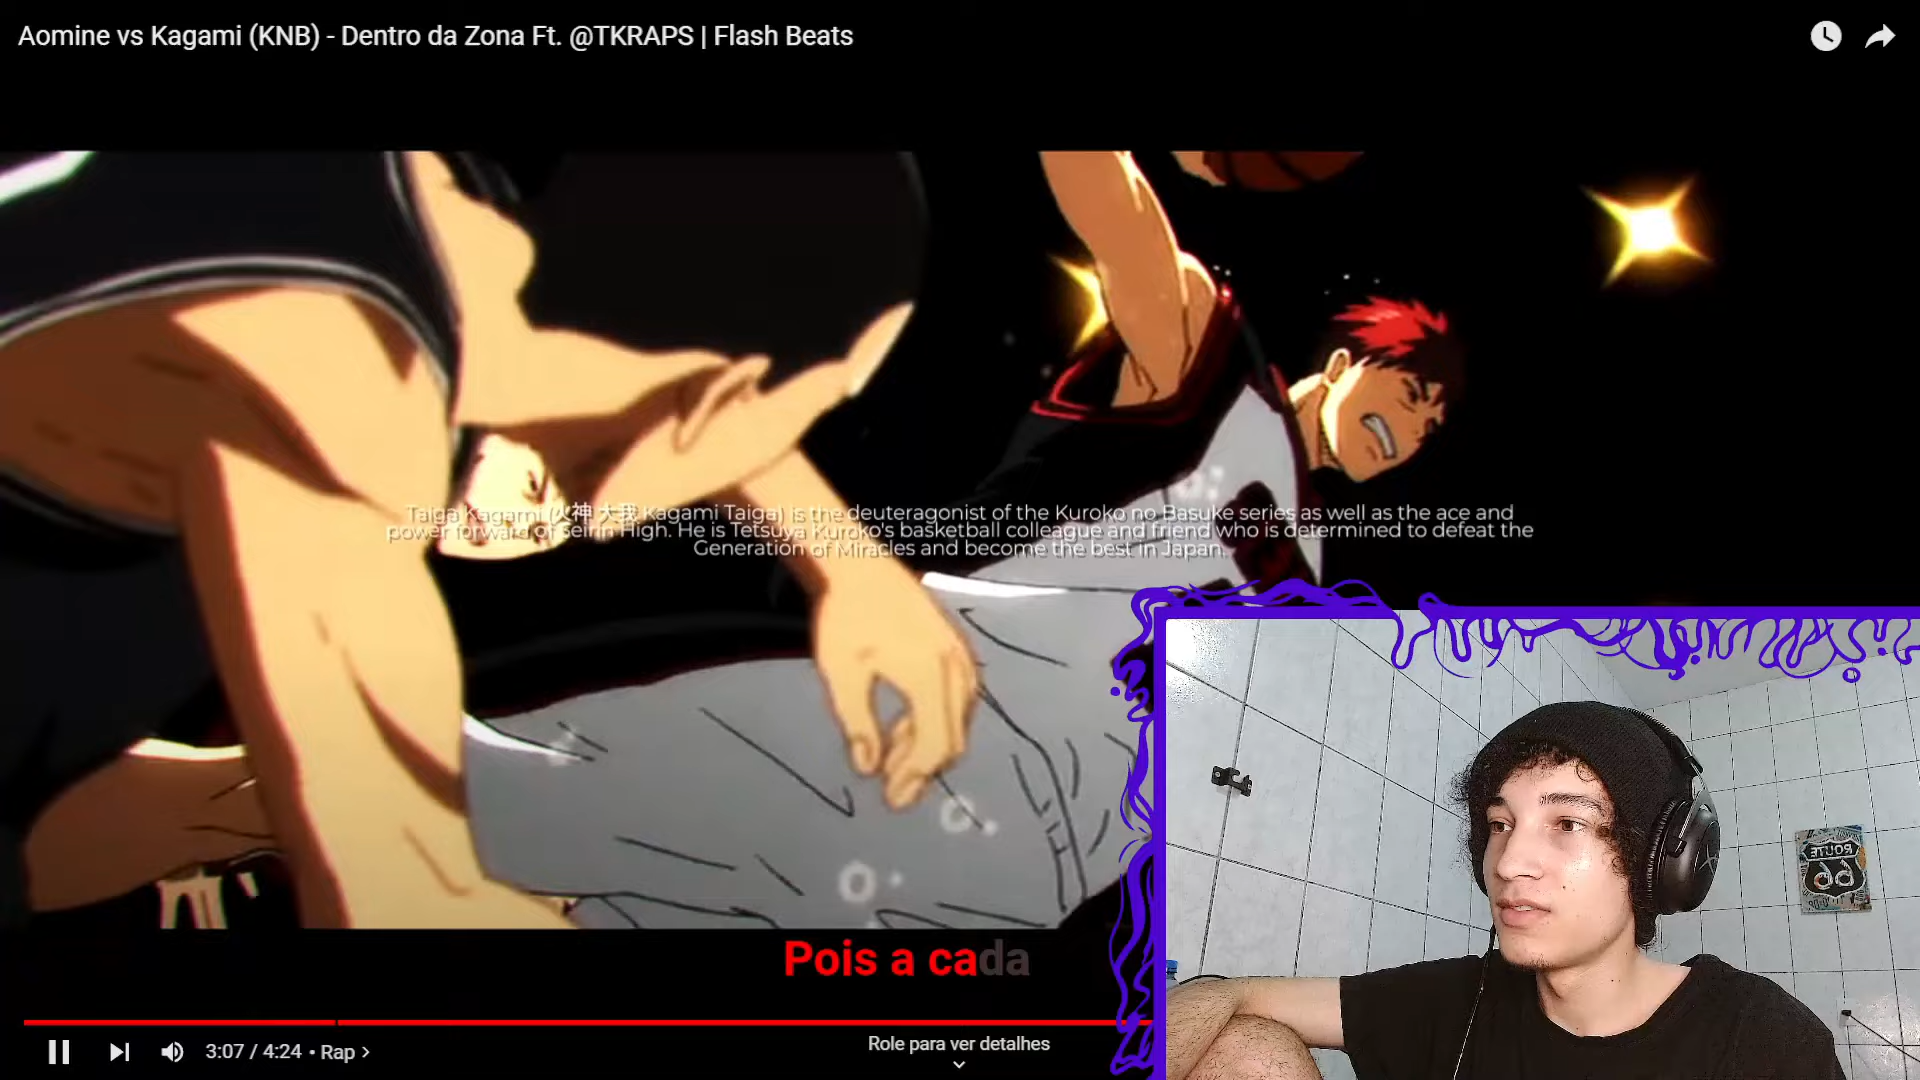 Aomine vs Kagami (KNB) - Dentro da Zona Ft. @TKRAPS | Flash Beats
Taiga Kagami (火神 大我 Kagami Taiga) is the deuteragonist of the Kuroko no Basuke series as well as the ace and
power forward of Seirin High. He is Tetsuya Kuroko's basketball colleague and friend who is determined to defeat the
Generation of Miracles and become the best in Japan.
Pois a cada
3:07 / 4:24 • Rap >
Role para ver detalhes
ROUTE
66